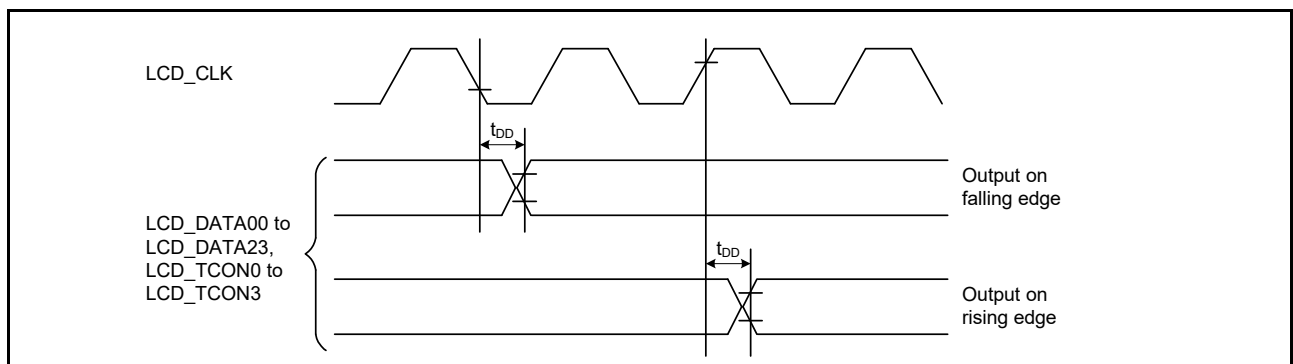 LCD_CLK
tDD
Output on
falling edge
LCD_DATA00 to
LCD_DATA23,
LCD_TCON0 to
LCD_TCON3
tDD
Output on
rising edge